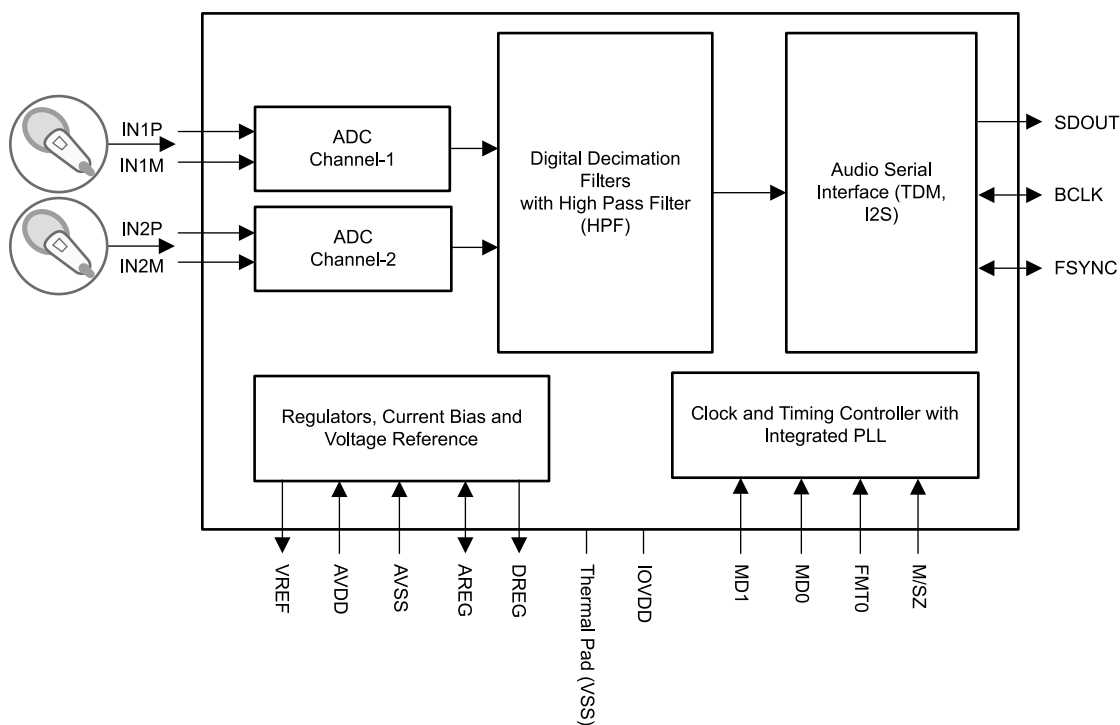 IN1P
IN1M
IN2P
IN2M
ADC
Channel-1
ADC
Channel-2
Digital Decimation
Filters
with High Pass Filter
(HPF)
Audio Serial
Interface (TDM,
I2S)
SDOUT
BCLK
FSYNC
Regulators, Current Bias and
Voltage Reference
Clock and Timing Controller with
Integrated PLL
VREF
AVDD
AVSS
AREG
DREG
Thermal Pad (VSS)
IOVDD
MD1
MD0
FMT0
M/SZ